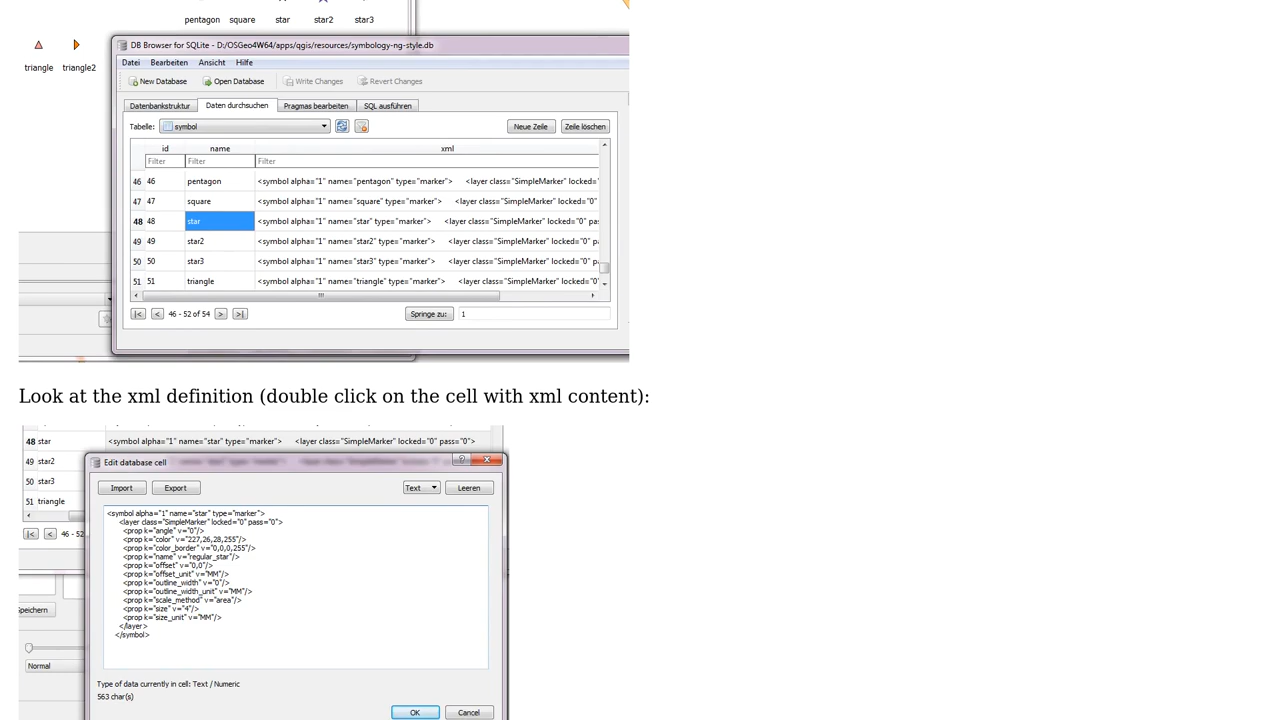 pentagon square star star2 star3
triangle triangle2
DB Browser for SQLite - D:/OSGeo4W64/apps/qgis/resources/symbology-ng-style.db
Datei Bearbeiten Ansicht Hilfe
New Database Open Database Write Changes Revert Changes
Datenbankstruktur Daten durchsuchen Pragmas bearbeiten SQL ausführen
Tabelle: symbol Neue Zeile Zeile löschen
id name xml
Filter Filter Filter
46 46 pentagon <symbol alpha="1" name="pentagon" type="marker"> <layer class="SimpleMarker" locked="
47 47 square <symbol alpha="1" name="square" type="marker"> <layer class="SimpleMarker" locked="0"
48 48 star <symbol alpha="1" name="star" type="marker"> <layer class="SimpleMarker" locked="0" pas
49 49 star2 <symbol alpha="1" name="star2" type="marker"> <layer class="SimpleMarker" locked="0" p
50 50 star3 <symbol alpha="1" name="star3" type="marker"> <layer class="SimpleMarker" locked="0" p
51 51 triangle <symbol alpha="1" name="triangle" type="marker"> <layer class="SimpleMarker" locked="0
|< < 46 - 52 of 54 > >| Springe zu: 1
Look at the xml definition (double click on the cell with xml content):
48 star <symbol alpha="1" name="star" type="marker"> <layer class="SimpleMarker" locked="0" pass="0">
49 star2
50 star3
51 triangle
|< < 46 - 52
Speichern
Normal
Edit database cell
Import Export Text Leeren
<symbol alpha="1" name="star" type="marker">
<layer class="SimpleMarker" locked="0" pass="0">
<prop k="angle" v="0"/>
<prop k="color" v="227,26,28,255"/>
<prop k="color_border" v="0,0,0,255"/>
<prop k="name" v="regular_star"/>
<prop k="offset" v="0,0"/>
<prop k="offset_unit" v="MM"/>
<prop k="outline_width" v="0"/>
<prop k="outline_width_unit" v="MM"/>
<prop k="scale_method" v="area"/>
<prop k="size" v="4"/>
<prop k="size_unit" v="MM"/>
</layer>
</symbol>
Type of data currently in cell: Text / Numeric
563 char(s)
OK Cancel